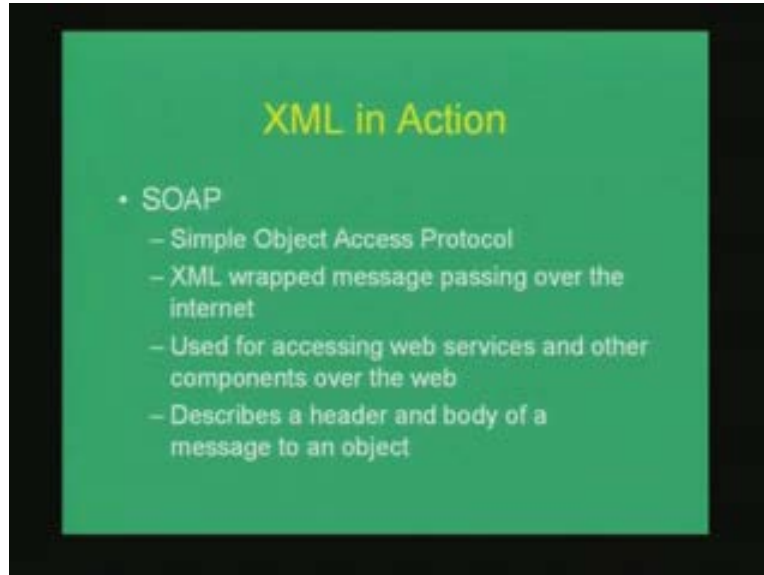 XML in Action
• SOAP
– Simple Object Access Protocol
– XML wrapped message passing over the
internet
– Used for accessing web services and other
components over the web
– Describes a header and body of a
message to an object